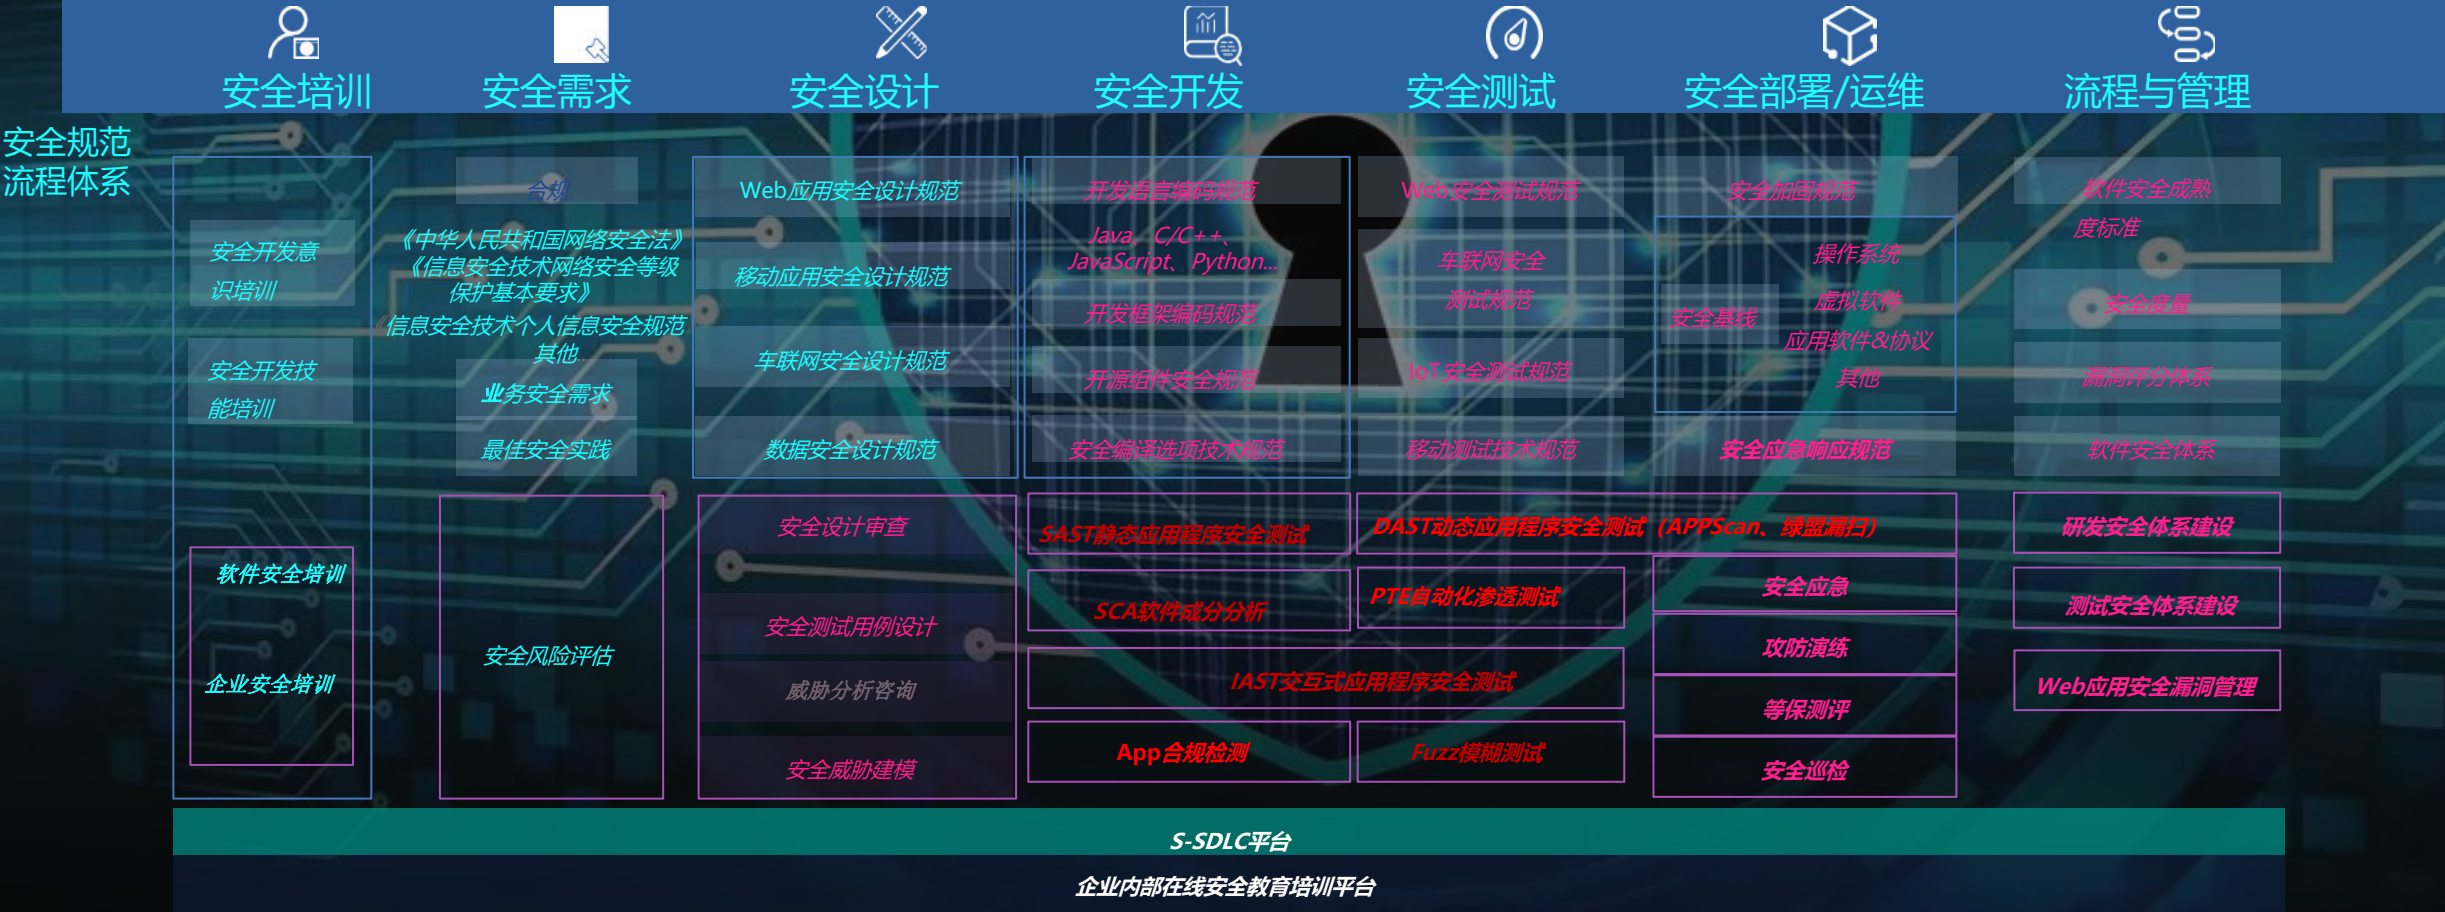 安全培训
安全需求
安全设计
安全开发
安全测试
安全部署/运维
流程与管理
安全规范
流程体系
安全开发意
识培训
安全开发技
能培训
软件安全培训
企业安全培训
合规
《中华人民共和国网络安全法》
《信息安全技术网络安全等级
保护基本要求》
《信息安全技术个人信息安全规范
其他
业务安全需求
最佳安全实践
安全风险评估
Web应用安全设计规范
移动应用安全设计规范
车联网安全设计规范
数据安全设计规范
安全设计审查
安全测试用例设计
威胁分析咨询
安全威胁建模
开发语言编码规范
Java、C/C++、
JavaScript、Python...
开发框架编码规范
开源组件安全规范
安全编译选项技术规范
SAST静态应用程序安全测试
SCA软件成分分析
IAST交互式应用程序安全测试
App合规检测
Web安全测试规范
车联网安全
测试规范
IoT安全测试规范
移动测试技术规范
DAST动态应用程序安全测试（APPScan、绿盟漏扫）
PTE自动化渗透测试
Fuzz模糊测试
安全加固规范
安全基线
操作系统
虚拟软件
应用软件&协议
其他
安全应急响应规范
安全应急
攻防演练
等保测评
安全巡检
软件安全成熟
度标准
安全度量
漏洞评分体系
软件安全体系
研发安全体系建设
测试安全体系建设
Web应用安全漏洞管理
S-SDLC平台
企业内部在线安全教育培训平台